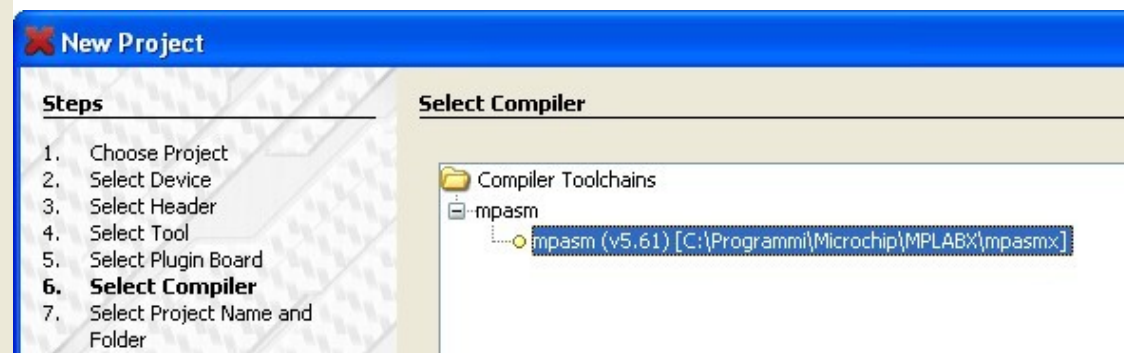 New Project
Steps
1. Choose Project
2. Select Device
3. Select Header
4. Select Tool
5. Select Plugin Board
6. Select Compiler
7. Select Project Name and
Folder
Select Compiler
Compiler Toolchains
mpasm
mpasm (v5.61) [C:\Programmi\Microchip\MPLABX\mpasmx]